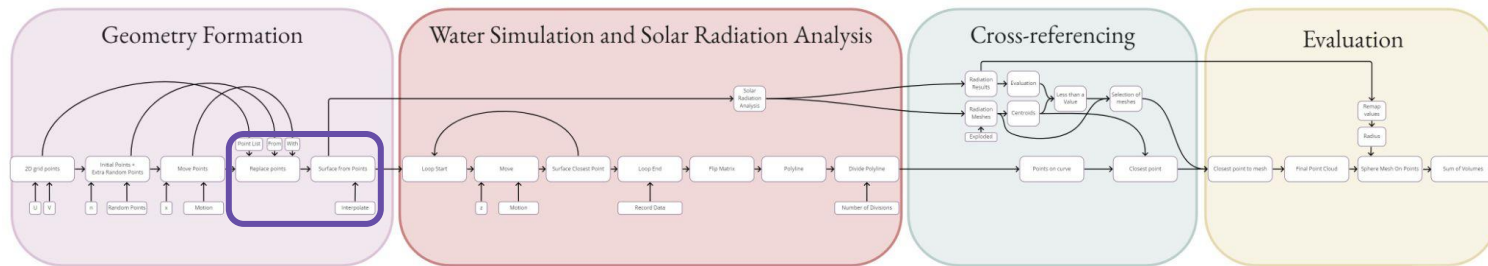 Geometry Formation
Water Simulation and Solar Radiation Analysis
Cross-referencing
Evaluation
Point List
From
With
2D grid points
Initial Points +
Extra Random Points
Move Points
Replace points
Surface from Points
U
V
Random Points
Motion
Interpolate
Solar
Radiation
Analysis
Loop Start
Move
Surface Closest Point
Loop End
Flip Matrix
Polyline
Divide Polyline
z
Motion
Record Data
Number of Divisions
Radiation
Results
Evaluation
Radiation
Meshes
Centroids
Less than a
Value
Selection of
meshes
Exploded
Points on curve
Closest point
Remap
values
Radius
Closest point to mesh
Final Point Cloud
Sphere Mesh On Points
Sum of Volumes